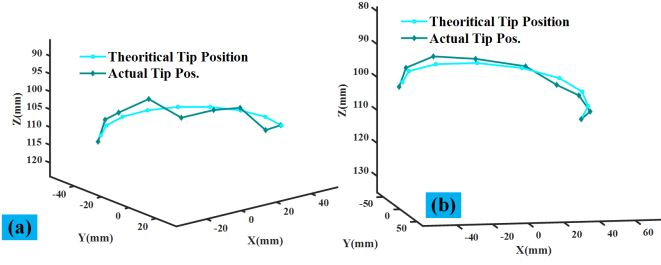 Theoritical Tip Position
Actual Tip Pos.
Z(mm)
90
95
100
105
110
115
120
-40
-20
0
20
Y(mm)
-20
0
20
40
X(mm)
(a)
Theoritical Tip Position
Actual Tip Pos.
Z(mm)
80
90
100
110
120
130
-50
0
50
Y(mm)
-40
-20
0
20
40
60
X(mm)
(b)